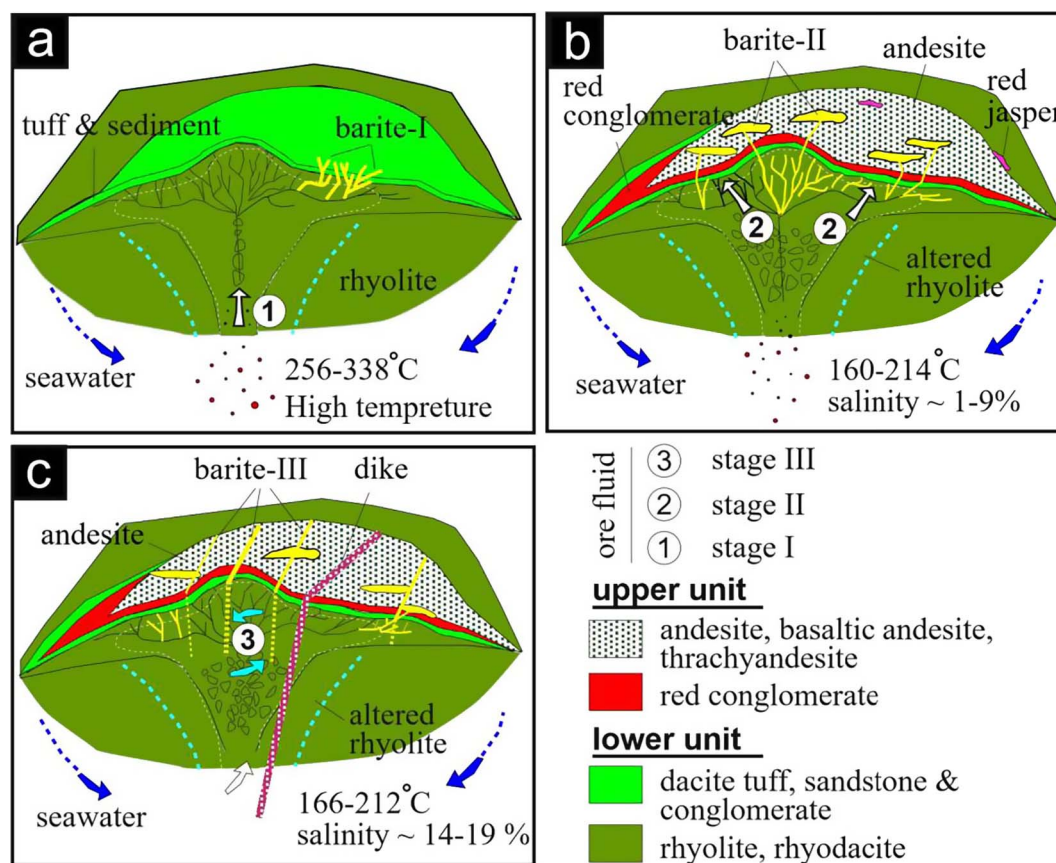 a
tuff & sediment
barite-I
rhyolite
1
seawater
256-338°C
High tempreture
b
barite-II
andesite
red
conglomerate
red
jasper
2
2
altered
rhyolite
seawater
160-214°C
salinity ~ 1-9%
c
barite-III
dike
andesite
3
altered
rhyolite
seawater
166-212°C
salinity ~ 14-19 %
ore fluid
3 stage III
2 stage II
1 stage I
upper unit
andesite, basaltic andesite,
thrachyandesite
red conglomerate
lower unit
dacite tuff, sandstone &
conglomerate
rhyolite, rhyodacite